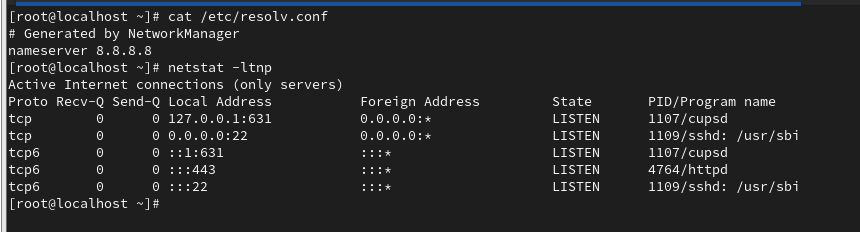 [root@localhost ~]# cat /etc/resolv.conf
# Generated by NetworkManager
nameserver 8.8.8.8
[root@localhost ~]# netstat -ltnp
Active Internet connections (only servers)
Proto Recv-Q Send-Q Local Address           Foreign Address         State       PID/Program name
tcp        0      0 127.0.0.1:631           0.0.0.0:*               LISTEN      1107/cupsd
tcp        0      0 0.0.0.0:22              0.0.0.0:*               LISTEN      1109/sshd: /usr/sbi
tcp6       0      0 ::1:631                 :::*                    LISTEN      1107/cupsd
tcp6       0      0 :::443                  :::*                    LISTEN      4764/httpd
tcp6       0      0 :::22                   :::*                    LISTEN      1109/sshd: /usr/sbi
[root@localhost ~]#